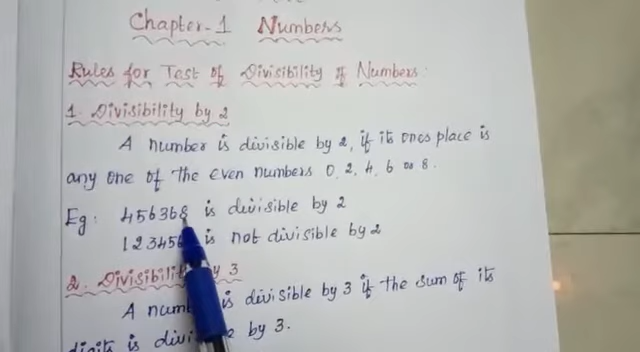 Chapter-1 Numbers
Rules for Test of Divisibility of Numbers:
1. Divisibility by 2
A number is divisible by 2, if its ones place is
any one of the even numbers 0, 2, 4, 6 or 8.
Eg: 456368 is divisible by 2
is not divisible by 2
2. Divisibility by 3
A is divisible by 3 if the sum of its
digits is by 3.